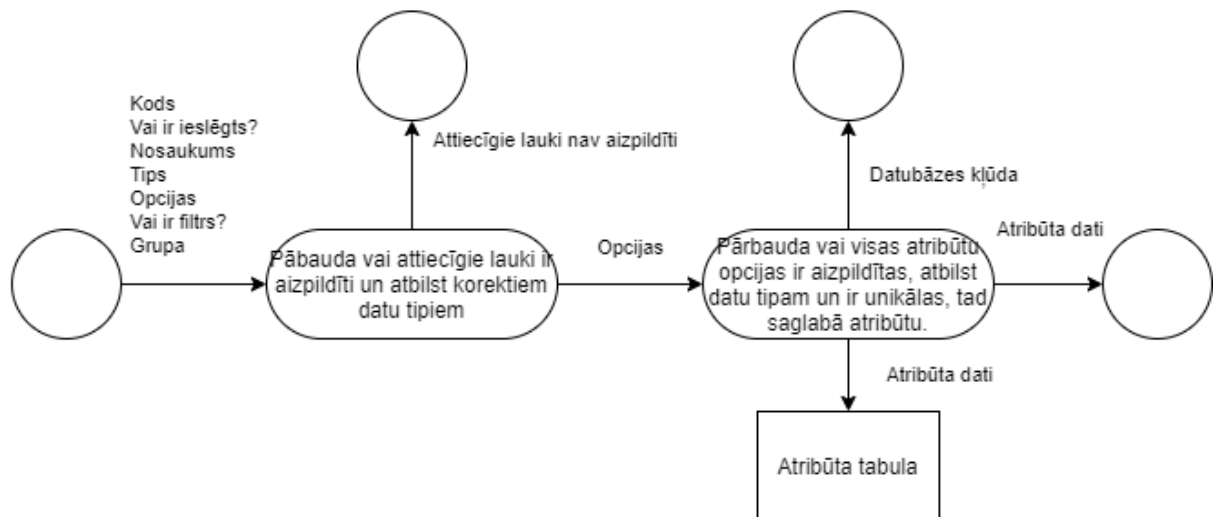 Kods
Vai ir ieslēgts?
Nosaukums
Tips
Opcijas
Vai ir filtrs?
Grupa
Attiecīgie lauki nav aizpildīti
Pābauda vai attiecīgie lauki ir
aizpildīti un atbilst korektiem
datu tipiem
Opcijas
Datubāzes kļūda
Pārbauda vai visas atribūtu
opcijas ir aizpildītas, atbilst
datu tipam un ir unikālas, tad
saglabā atribūtu.
Atribūta dati
Atribūta dati
Atribūta tabula